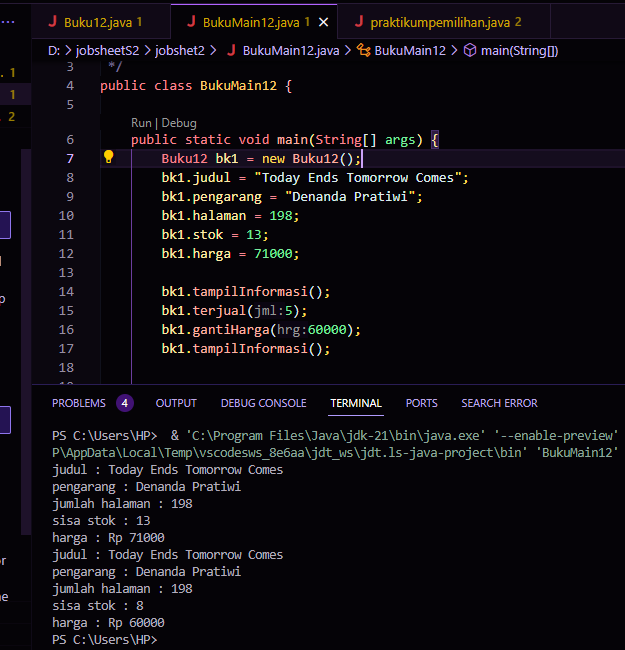 Buku12.java 1
BukuMain12.java 1
praktikumpemilihan.java 2
D: > jobsheetS2 > jobshet2 > BukuMain12.java > BukuMain12 > main(String[])
. 1
1
2
3 */
4 public class BukuMain12 {
5
Run | Debug
6 public static void main(String[] args) {
7 Buku12 bk1 = new Buku12();
8 bk1.judul = "Today Ends Tomorrow Comes";
9 bk1.pengarang = "Denanda Pratiwi";
10 bk1.halaman = 198;
11 bk1.stok = 13;
12 bk1.harga = 71000;
13
14 bk1.tampilInformasi();
15 bk1.terjual(jml:5);
16 bk1.gantiHarga(hrg:60000);
17 bk1.tampilInformasi();
18
PROBLEMS 4 OUTPUT DEBUG CONSOLE TERMINAL PORTS SEARCH ERROR
PS C:\Users\HP> & 'C:\Program Files\Java\jdk-21\bin\java.exe' '--enable-preview'
P\AppData\Local\Temp\vscodesws_8e6aa\jdt_ws\jdt.ls-java-project\bin' 'BukuMain12'
judul : Today Ends Tomorrow Comes
pengarang : Denanda Pratiwi
jumlah halaman : 198
sisa stok : 13
harga : Rp 71000
judul : Today Ends Tomorrow Comes
pengarang : Denanda Pratiwi
jumlah halaman : 198
sisa stok : 8
harga : Rp 60000
PS C:\Users\HP>